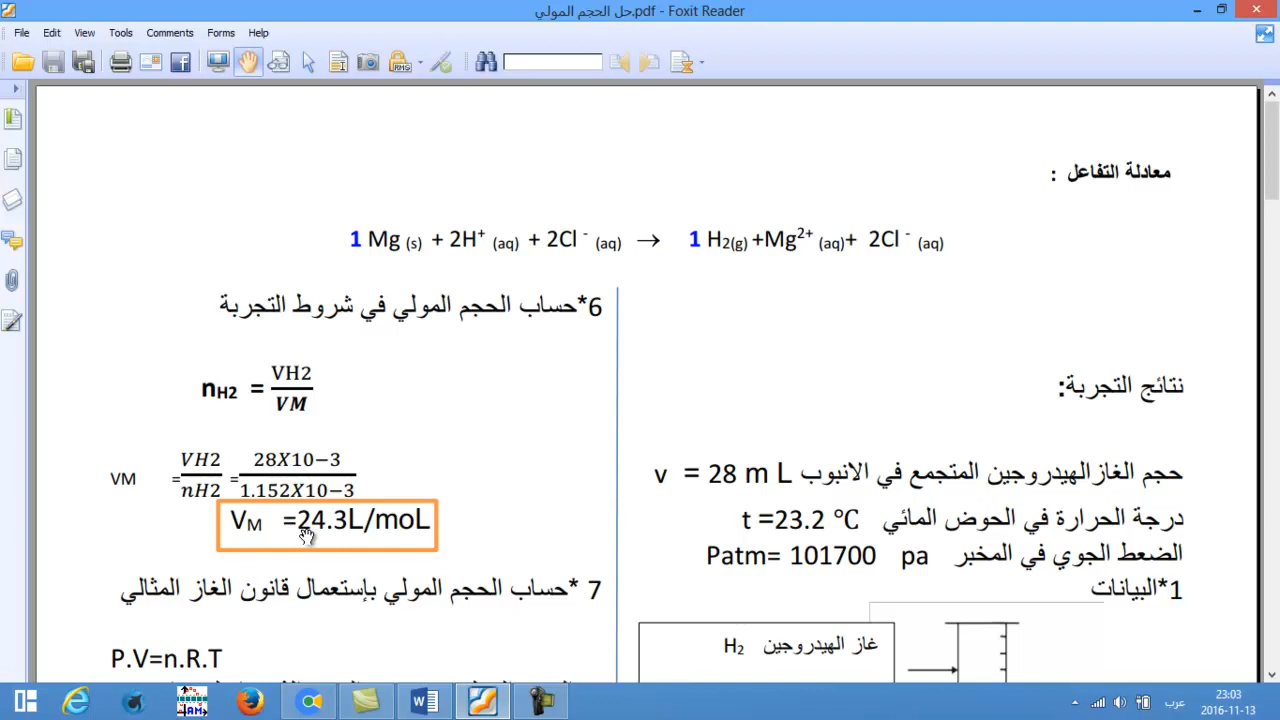 حل الحجم المولي.pdf - Foxit Reader
File Edit View Tools Comments Forms Help
معادلة التفاعل :
1 Mg (s) + 2H+ (aq) + 2Cl - (aq) → 1 H2(g) +Mg2+ (aq)+ 2Cl - (aq)
نتائج التجربة:
حجم الغازالهيدروجين المتجمع في الانبوب v = 28 m L
درجة الحرارة في الحوض المائي t =23.2 °C
الضعط الجوي في المخبر Patm= 101700 pa
1*البيانات
غاز الهيدروجين H2
6*حساب الحجم المولي في شروط التجربة
nH2 = VH2/VM
VM =VH2/nH2 =28X10−3/1.152X10−3
VM =24.3L/moL
7 *حساب الحجم المولي بإستعمال قانون الغاز المثالي
P.V=n.R.T
عرب
23:03
2016-11-13